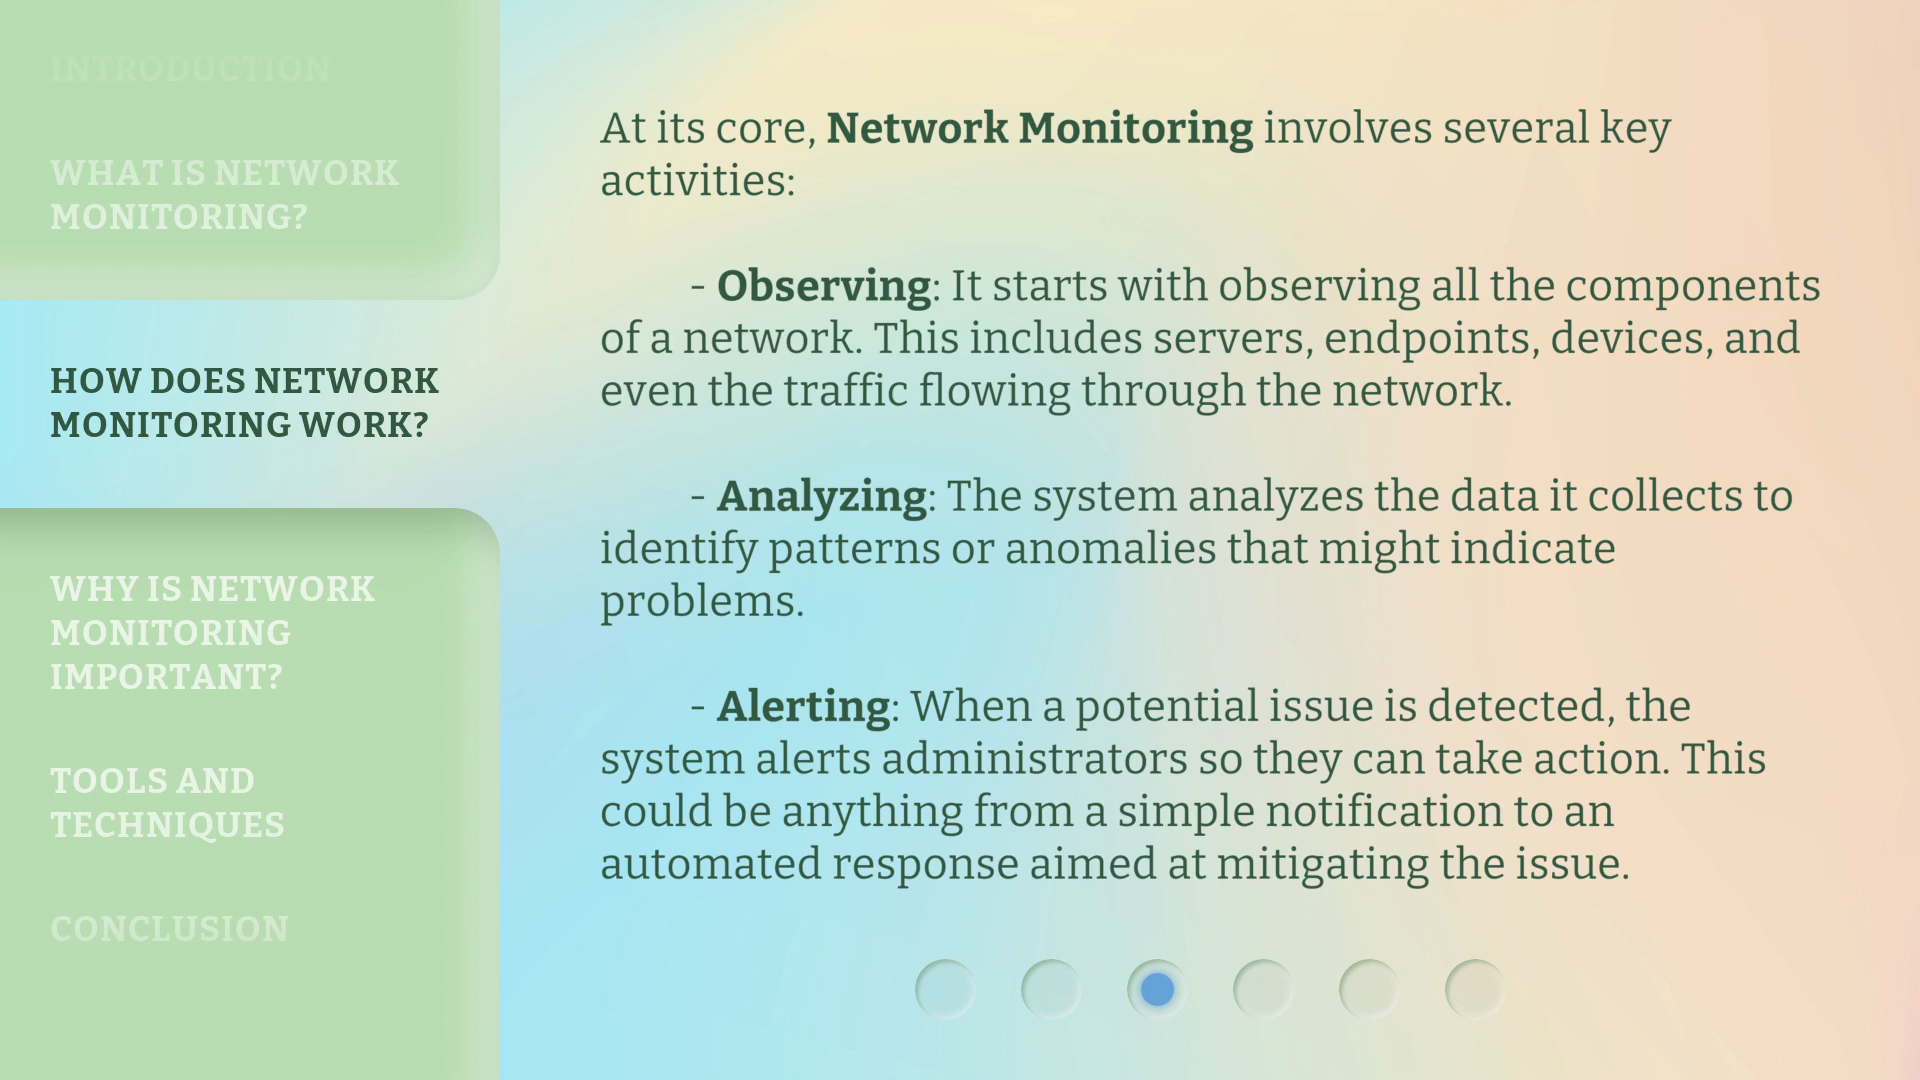 INTRODUCTION
WHAT IS NETWORK
MONITORING?
HOW DOES NETWORK
MONITORING WORK?
WHY IS NETWORK
MONITORING
IMPORTANT?
TOOLS AND
TECHNIQUES
CONCLUSION
At its core, Network Monitoring involves several key
activities:
- Observing: It starts with observing all the components
of a network. This includes servers, endpoints, devices, and
even the traffic flowing through the network.
- Analyzing: The system analyzes the data it collects to
identify patterns or anomalies that might indicate
problems.
- Alerting: When a potential issue is detected, the
system alerts administrators so they can take action. This
could be anything from a simple notification to an
automated response aimed at mitigating the issue.